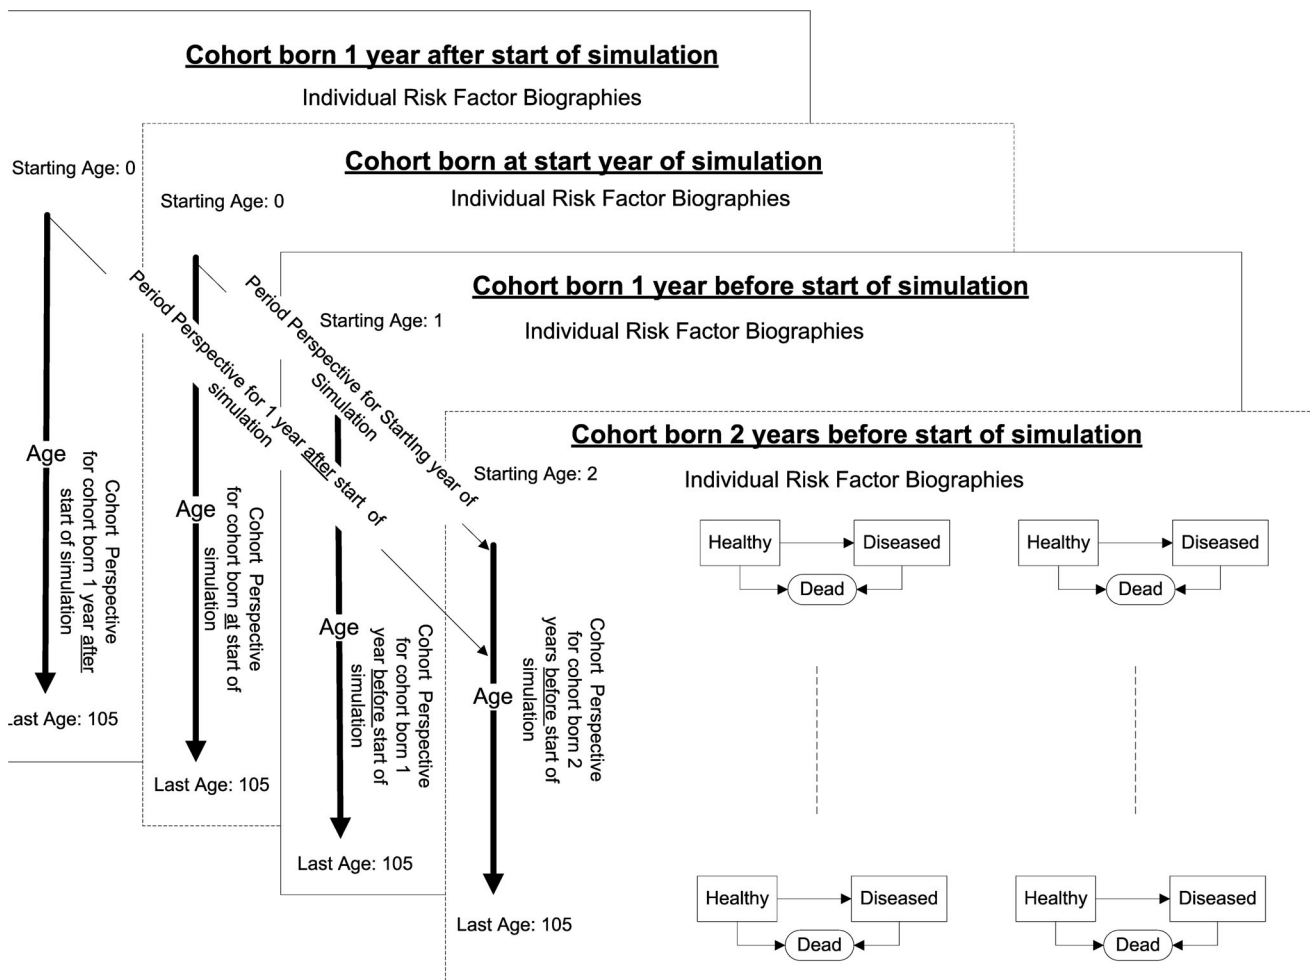 Cohort born 1 year after start of simulation
Individual Risk Factor Biographies
Starting Age: 0
Age
Cohort Perspective
for cohort born 1 year after
start of simulation
Last Age: 105
Period Perspective for 1 year after start of
simulation
Cohort born at start year of simulation
Individual Risk Factor Biographies
Starting Age: 0
Age
Cohort Perspective
for cohort born at start of
simulation
Last Age: 105
Period Perspective for StartIng year of
Simulation
Cohort born 1 year before start of simulation
Individual Risk Factor Biographies
Starting Age: 1
Age
Cohort Perspective
for cohort born 1
year before start of
simulation
Last Age: 105
Cohort born 2 years before start of simulation
Individual Risk Factor Biographies
Starting Age: 2
Age
Cohort Perspective
for cohort born 2
years before start of
simulation
Last Age: 105
Healthy
Diseased
Dead
Healthy
Diseased
Dead
Healthy
Diseased
Dead
Healthy
Diseased
Dead